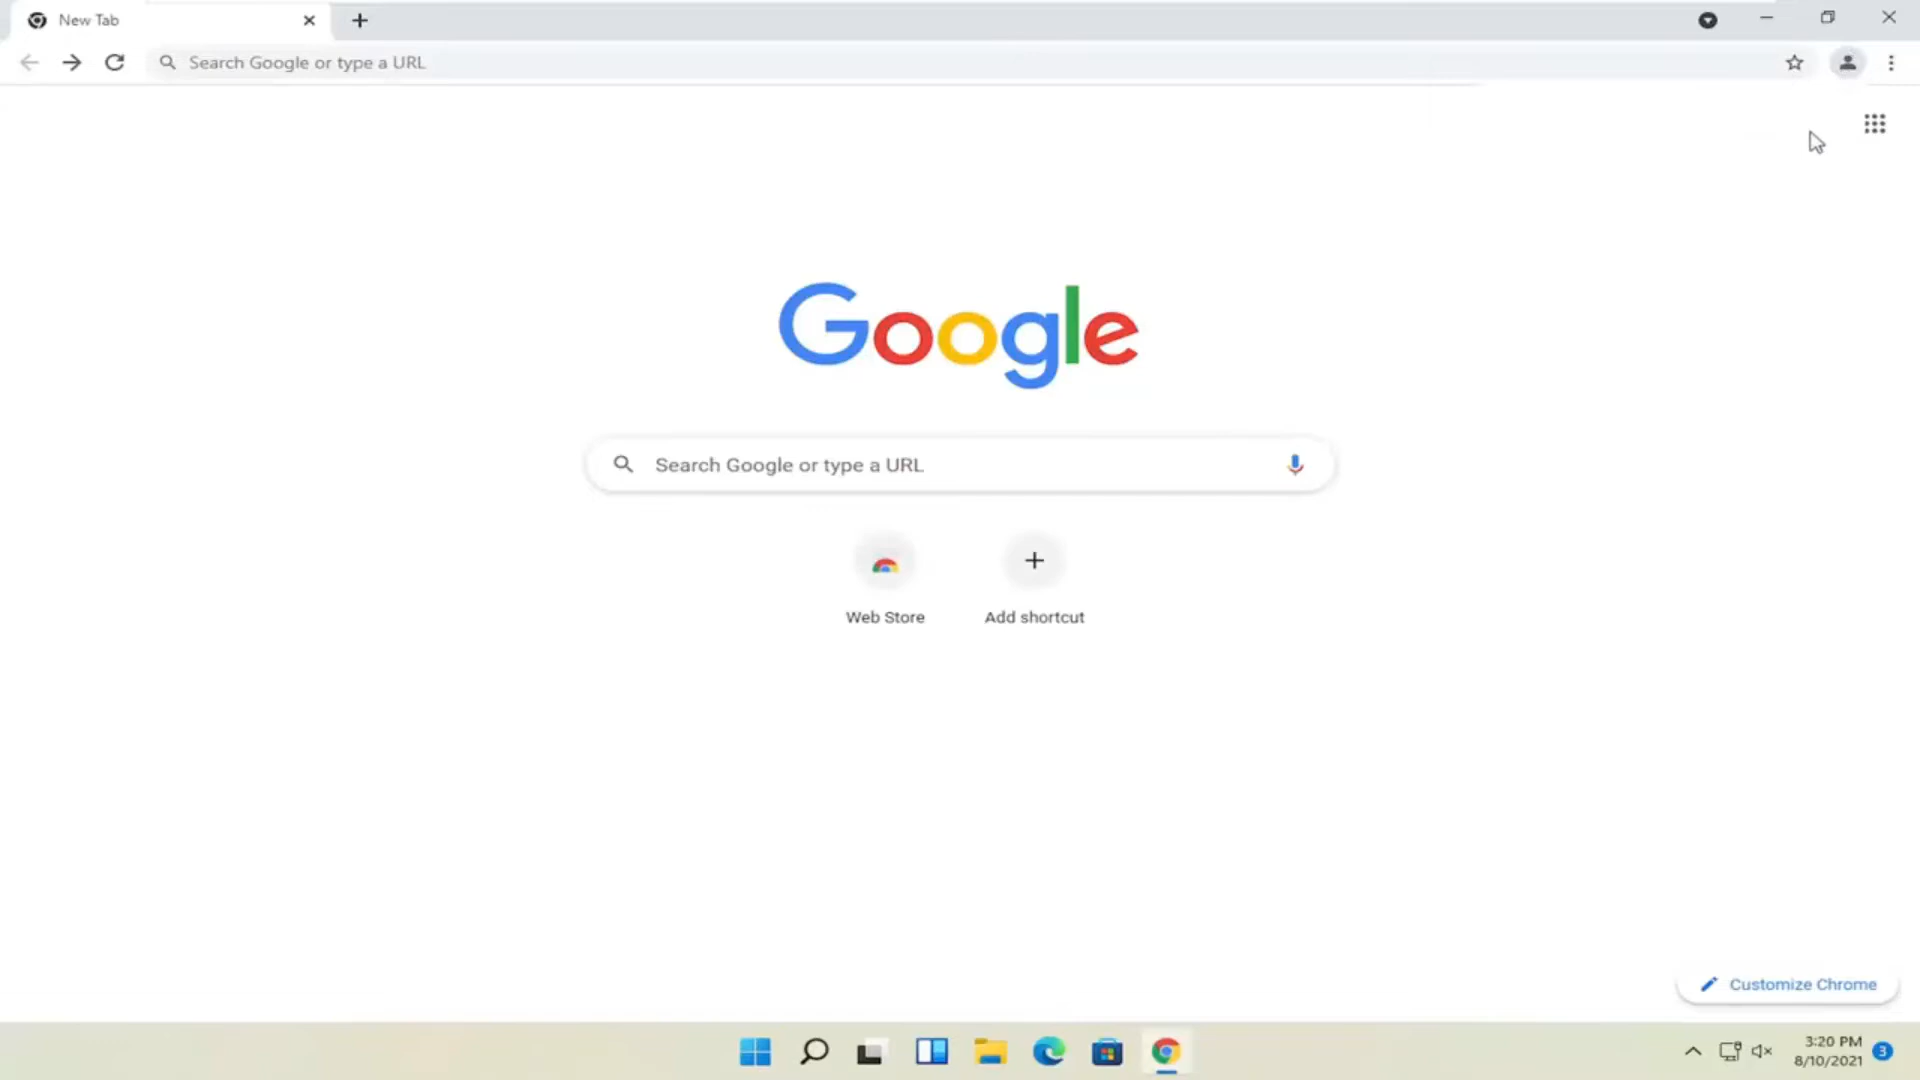 New Tab
Search Google or type a URL
Google
Search Google or type a URL
Web Store
Add shortcut
Customize Chrome
3:20 PM
8/10/2021
3